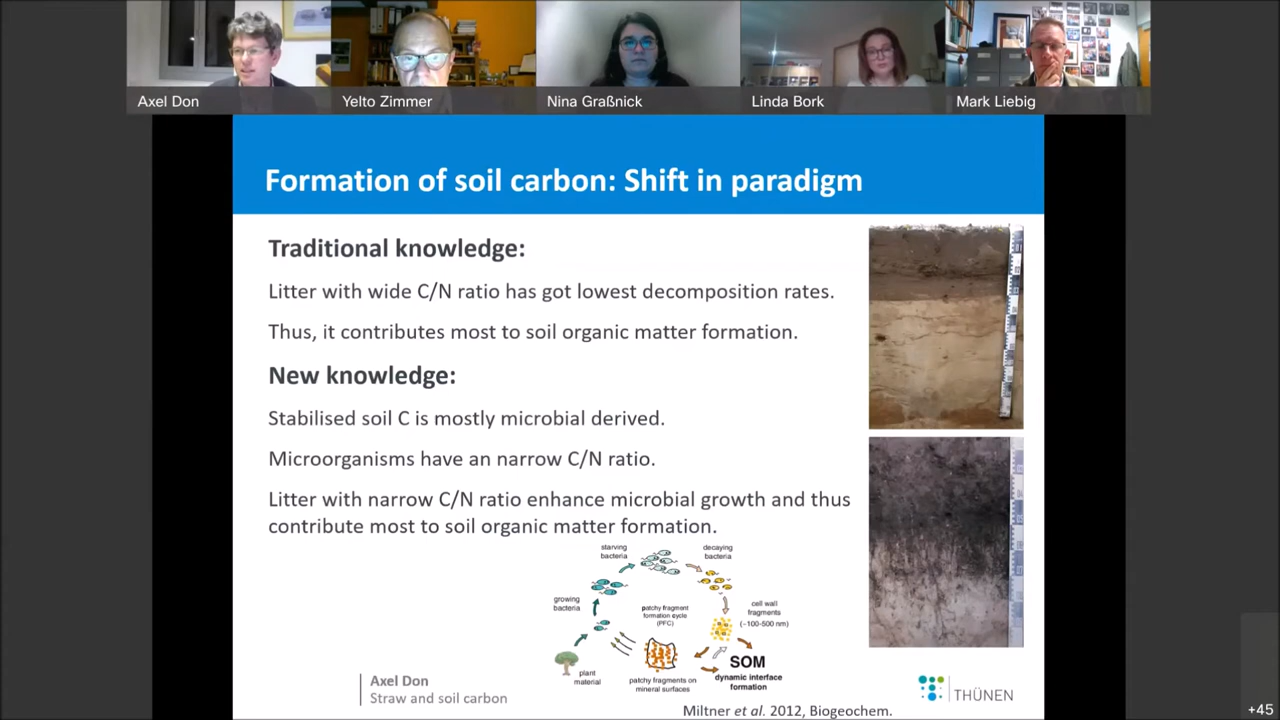 Axel Don
Yelto Zimmer
Nina Graßnick
Linda Bork
Mark Liebig
Formation of soil carbon: Shift in paradigm
Traditional knowledge:
Litter with wide C/N ratio has got lowest decomposition rates.
Thus, it contributes most to soil organic matter formation.
New knowledge:
Stabilised soil C is mostly microbial derived.
Microorganisms have an narrow C/N ratio.
Litter with narrow C/N ratio enhance microbial growth and thus
contribute most to soil organic matter formation.
starving
bacteria
decaying
bacteria
growing
bacteria
patchy fragment
formation cycle
(PFC)
cell wall
fragments
(~100-500 nm)
plant
material
patchy fragments on
mineral surfaces
SOM
dynamic interface
formation
Axel Don
Straw and soil carbon
THÜNEN
Miltner et al. 2012, Biogeochem.
+45